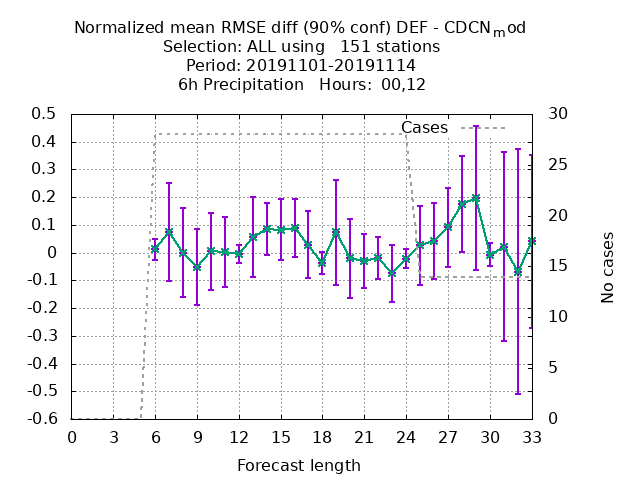 Normalized mean RMSE diff (90% conf) DEF - CDCNmod
Selection: ALL using   151 stations
Period: 20191101-20191114
6h Precipitation   Hours:  00,12
Cases
0.5
0.4
0.3
0.2
0.1
0
-0.1
-0.2
-0.3
-0.4
-0.5
-0.6
30
25
20
15
10
5
0
No cases
0 3 6 9 12 15 18 21 24 27 30 33
Forecast length